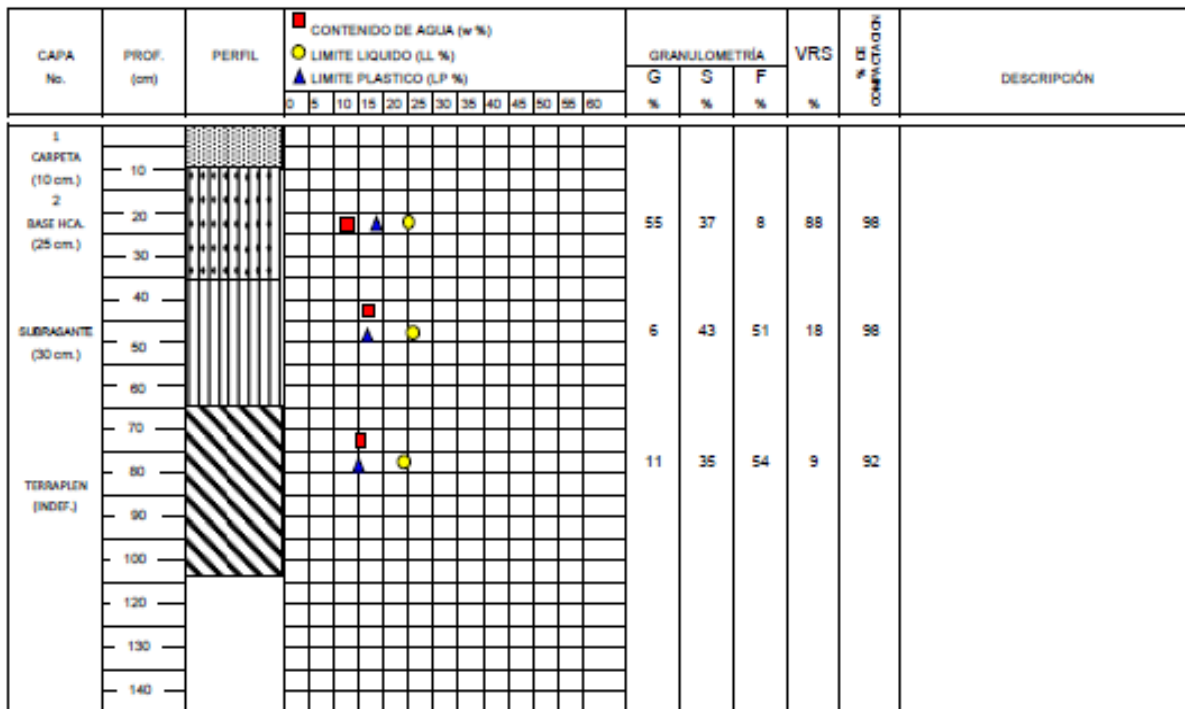 CAPA
No.
PROF.
(cm)
PERFIL
CONTENIDO DE AGUA (w %)
LIMITE LIQUIDO (LL %)
LIMITE PLASTICO (LP %)
0 5 10 15 20 25 30 35 40 45 50 55 60
GRANULOMETRÍA
G S F
% % %
VRS
%
% DE
COMPACTACION
DESCRIPCIÓN
1
CARPETA
(10 cm.)
2
BASE HCA.
(25 cm.)
SUBRASANTE
(30 cm.)
TERRAPLEN
(INDEF.)
10
20
30
40
50
60
70
80
90
100
120
130
140
55 37 8 88 98
6 43 51 18 98
11 35 54 9 92